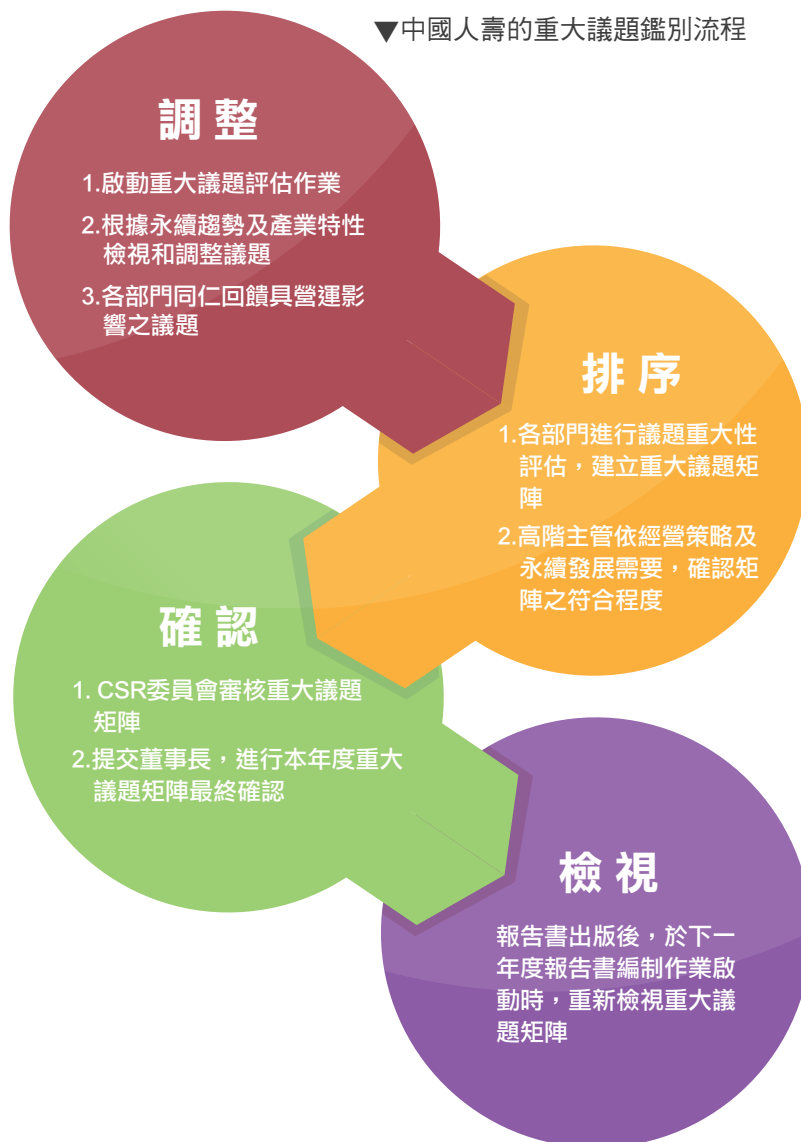 ▼中國人壽的重大議題鑑別流程
調整
1.啟動重大議題評估作業
2.根據永續趨勢及產業特性
檢視和調整議題
3.各部門同仁回饋具營運影
響之議題
排序
1.各部門進行議題重大性
評估，建立重大議題矩
陣
2.高階主管依經營策略及
永續發展需要，確認矩
陣之符合程度
確認
1. CSR委員會審核重大議題
矩陣
2.提交董事長，進行本年度重大
議題矩陣最終確認
檢視
報告書出版後，於下一
年度報告書編制作業啟
動時，重新檢視重大議
題矩陣